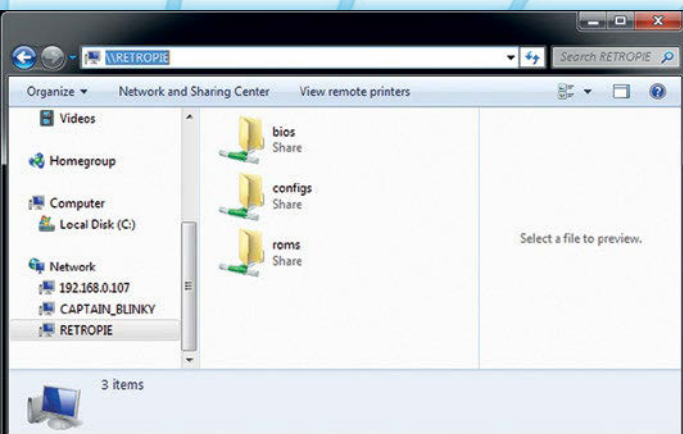 \\RETROPIE
Search RETROPIE
Organize Network and Sharing Center View remote printers
Videos
Homegroup
Computer
Local Disk (C:)
Network
192.168.0.107
CAPTAIN_BLINKY
RETROPIE
bios
Share
configs
Share
roms
Share
Select a file to preview.
3 items